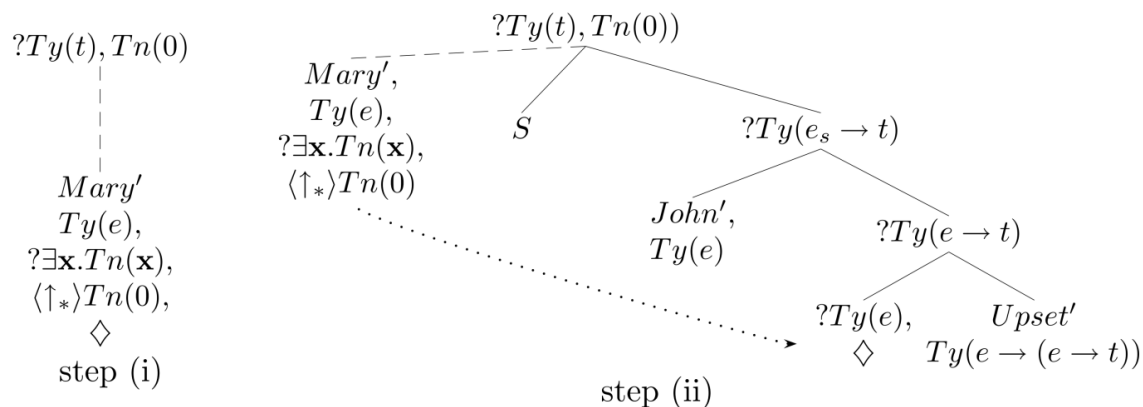 ?Ty(t), Tn(0)
Mary′
Ty(e),
?∃x.Tn(x),
⟨↑*⟩Tn(0),
◇
step (i)
?Ty(t), Tn(0))
Mary′,
Ty(e),
?∃x.Tn(x),
⟨↑*⟩Tn(0)
S
?Ty(eₛ → t)
John′,
Ty(e)
?Ty(e → t)
?Ty(e),
◇
Upset′
Ty(e → (e → t))
step (ii)